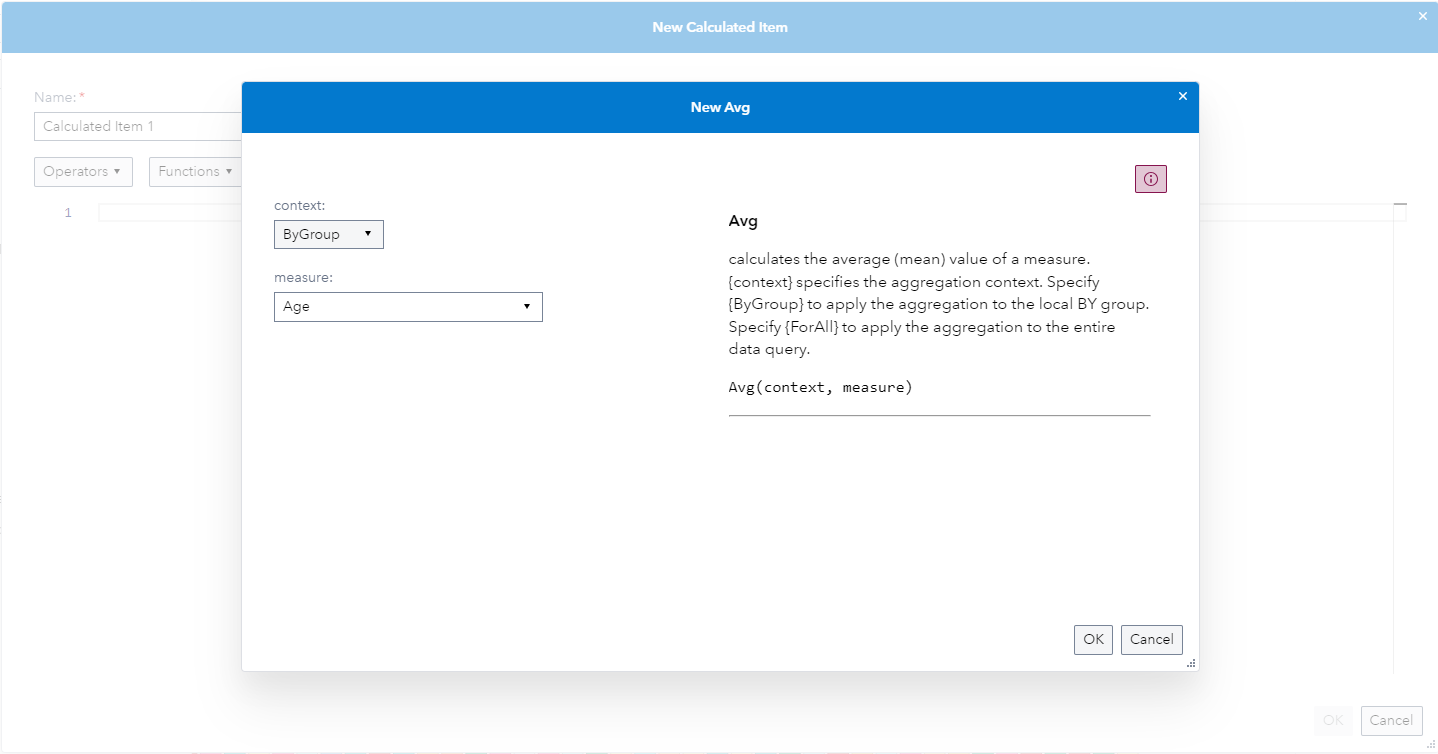 New Calculated Item
Name: *
Calculated Item 1
Operators
Functions
1
New Avg
context:
ByGroup
measure:
Age
Avg
calculates the average (mean) value of a measure.
{context} specifies the aggregation context. Specify
{ByGroup} to apply the aggregation to the local BY group.
Specify {ForAll} to apply the aggregation to the entire
data query.
Avg(context, measure)
OK
Cancel
OK
Cancel